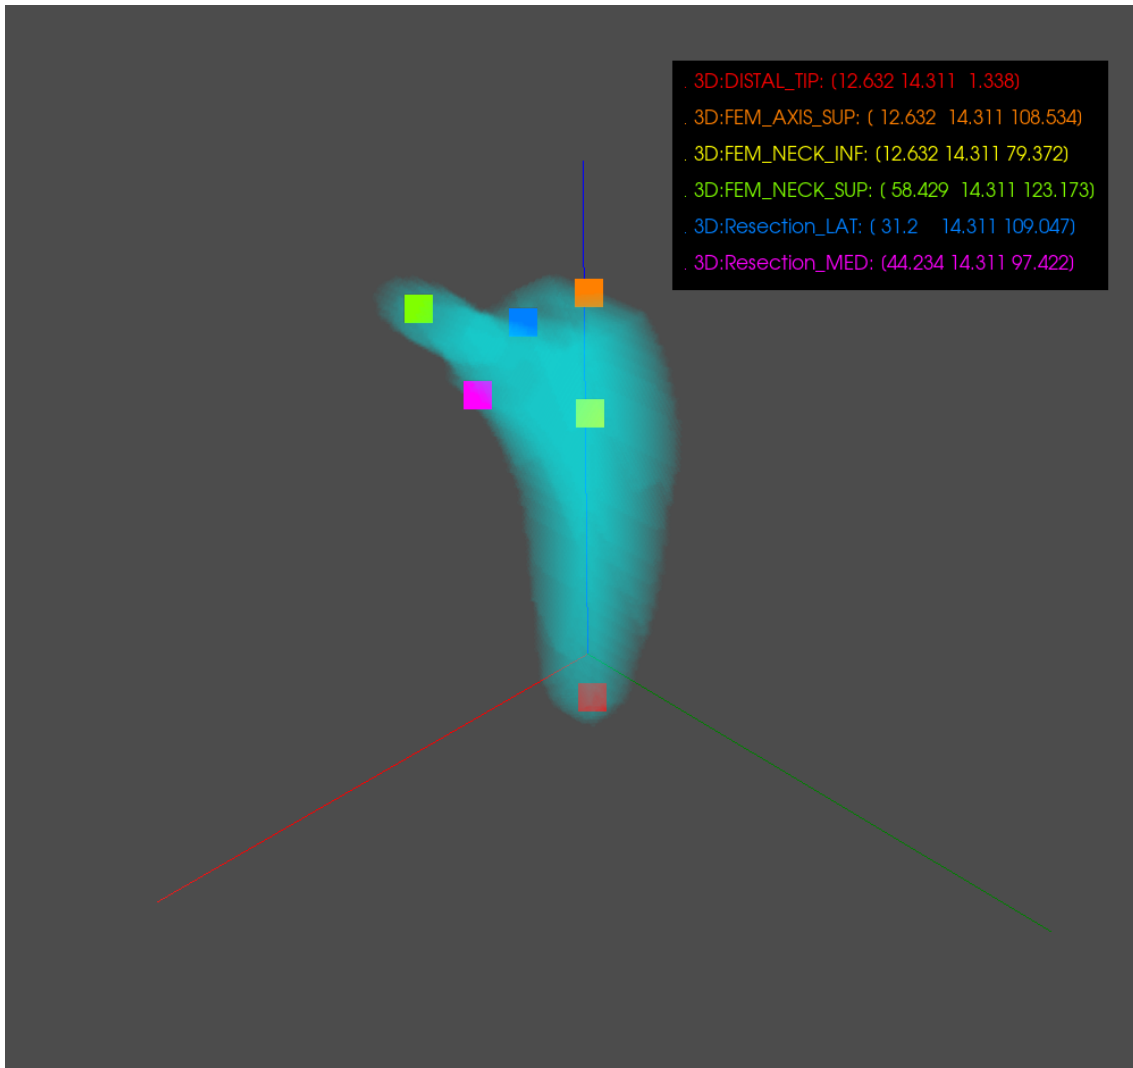 . 3D:DISTAL_TIP: (12.632 14.311 1.338)
. 3D:FEM_AXIS_SUP: ( 12.632 14.311 108.534)
. 3D:FEM_NECK_INF: (12.632 14.311 79.372)
. 3D:FEM_NECK_SUP: ( 58.429 14.311 123.173)
. 3D:Resection_LAT: ( 31.2 14.311 109.047)
. 3D:Resection_MED: (44.234 14.311 97.422)